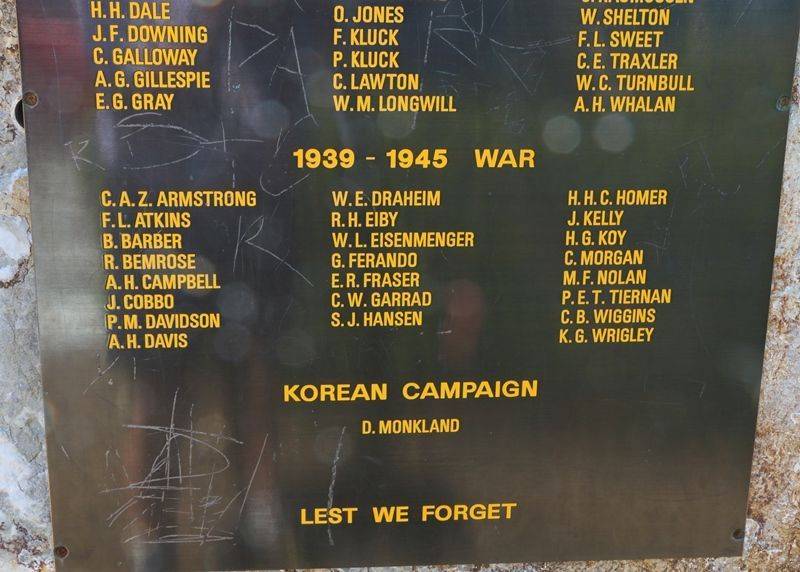 H. H. DALE
J. F. DOWNING
C. GALLOWAY
A. G. GILLESPIE
E. G. GRAY
O. JONES
F. KLUCK
P. KLUCK
C. LAWTON
W. M. LONGWILL
W. SHELTON
F. L. SWEET
C. E. TRAXLER
W. C. TURNBULL
A. H. WHALAN
1939 - 1945 WAR
C. A. Z. ARMSTRONG
F. L. ATKINS
B. BARBER
R. BEMROSE
A. H. CAMPBELL
J. COBBO
P. M. DAVIDSON
A. H. DAVIS
W. E. DRAHEIM
R. H. EIBY
W. L. EISENMENGER
G. FERANDO
E. R. FRASER
C. W. GARRAD
S. J. HANSEN
H. H. C. HOMER
J. KELLY
H. G. KOY
C. MORGAN
M. F. NOLAN
P. E. T. TIERNAN
C. B. WIGGINS
K. G. WRIGLEY
KOREAN CAMPAIGN
D. MONKLAND
LEST WE FORGET